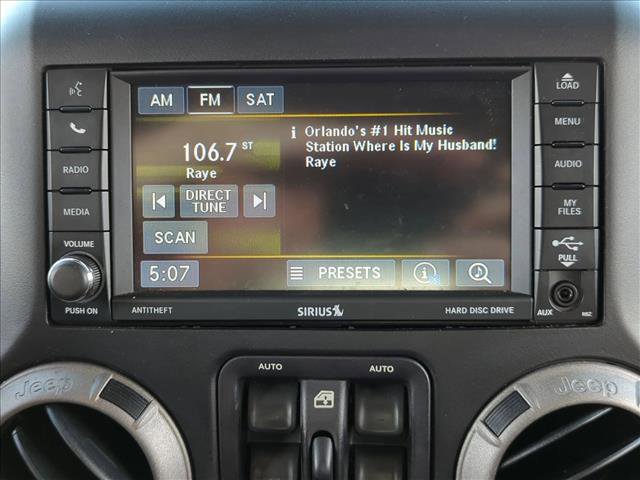 AM FM SAT
106.7 ST
Raye
i Orlando's #1 Hit Music
Station Where Is My Husband!
Raye
DIRECT
TUNE
SCAN
5:07
PRESETS
i
RADIO
MEDIA
VOLUME
PUSH ON
LOAD
MENU
AUDIO
MY
FILES
PULL
AUX
RBZ
ANTITHEFT
SIRIUS
HARD DISC DRIVE
AUTO
AUTO
Jeep
Jeep